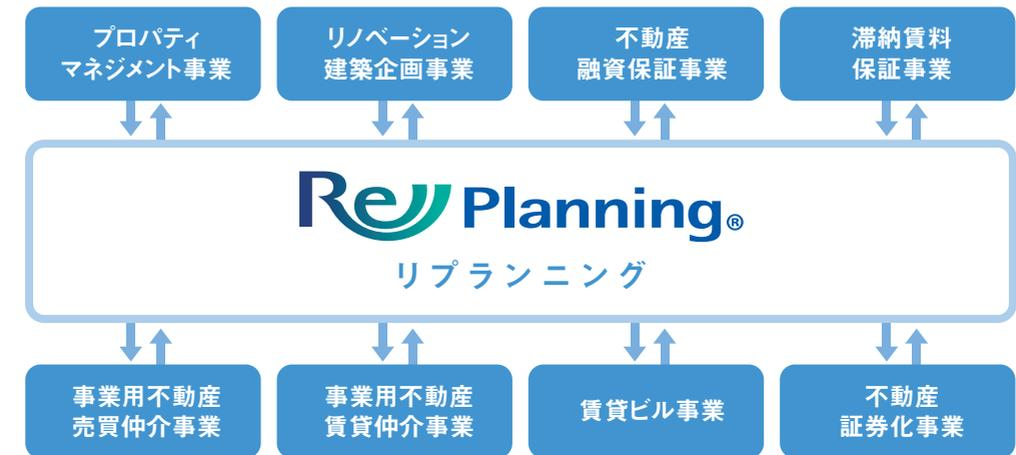 プロパティ
マネジメント事業
リノベーション
建築企画事業
不動産
融資保証事業
滞納賃料
保証事業
Re Planning®
リプランニング
事業用不動産
売買仲介事業
事業用不動産
賃貸仲介事業
賃貸ビル事業
不動産
証券化事業